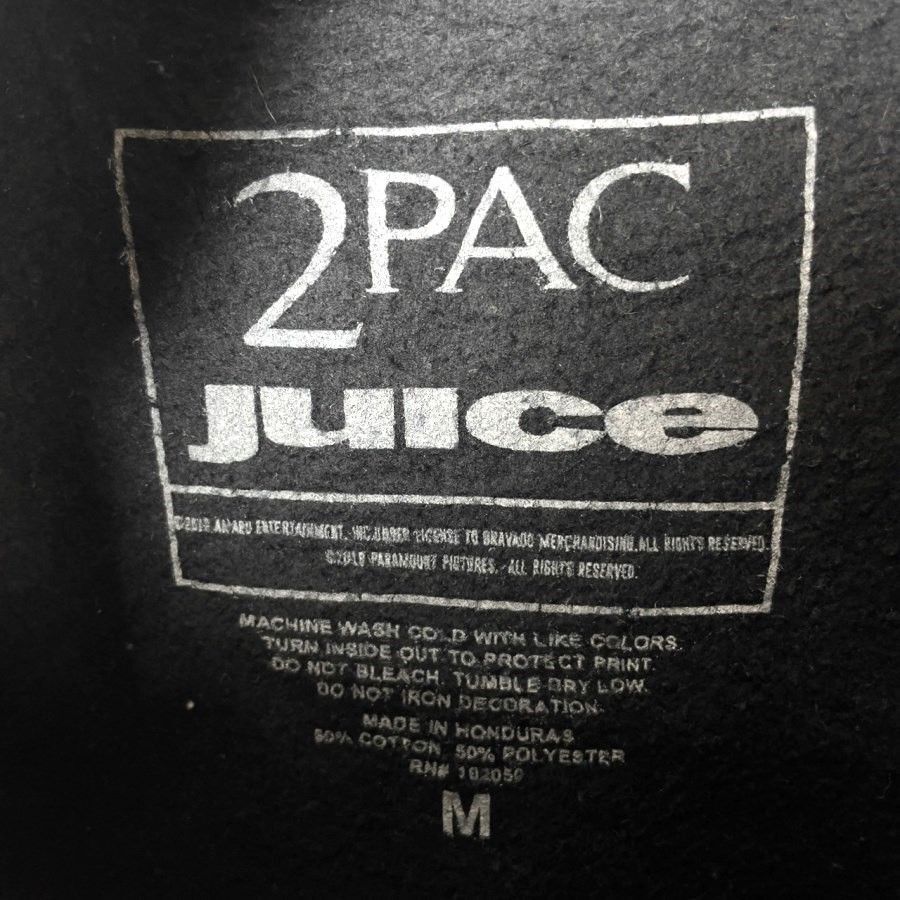 2PAC
juice
©2018 AMARU ENTERTAINMENT, INC.UNDER LICENSE TO BRAVADO MERCHANDISING.ALL RIGHTS RESERVED.
©2018 PARAMOUNT PICTURES. ALL RIGHTS RESERVED.
MACHINE WASH COLD WITH LIKE COLORS.
TURN INSIDE OUT TO PROTECT PRINT.
DO NOT BLEACH. TUMBLE DRY LOW.
DO NOT IRON DECORATION.
MADE IN HONDURAS
50% COTTON, 50% POLYESTER
RN#
M